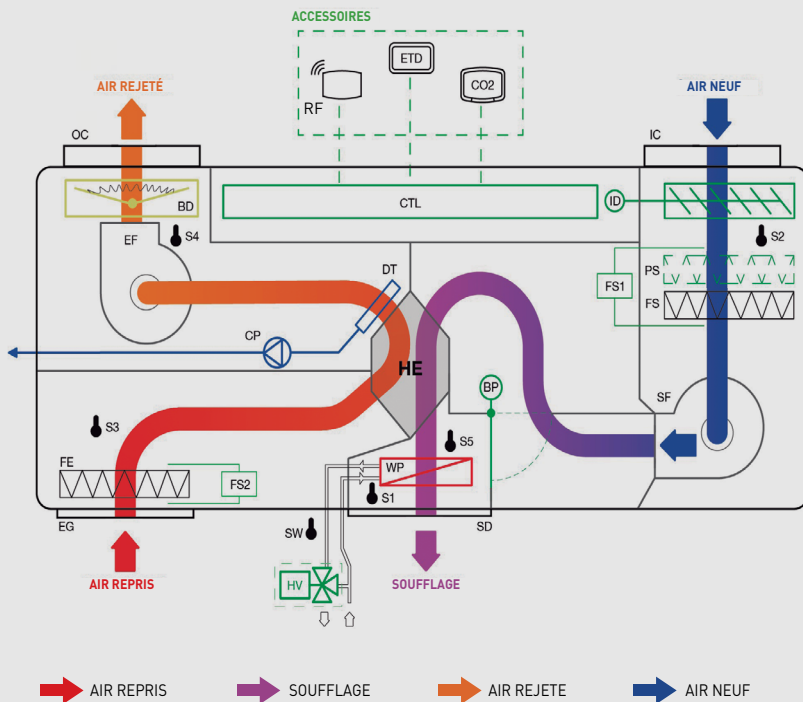 ACCESSOIRES
RF
ETD
CO2
AIR REJETÉ
AIR NEUF
OC
IC
BD
CTL
ID
EF
S4
S2
DT
PS
FS1
FS
CP
HE
BP
SF
S3
S5
FE
FS2
WP
S1
EG
SW
SD
AIR REPRIS
HV
SOUFFLAGE
AIR REPRIS
SOUFFLAGE
AIR REJETE
AIR NEUF